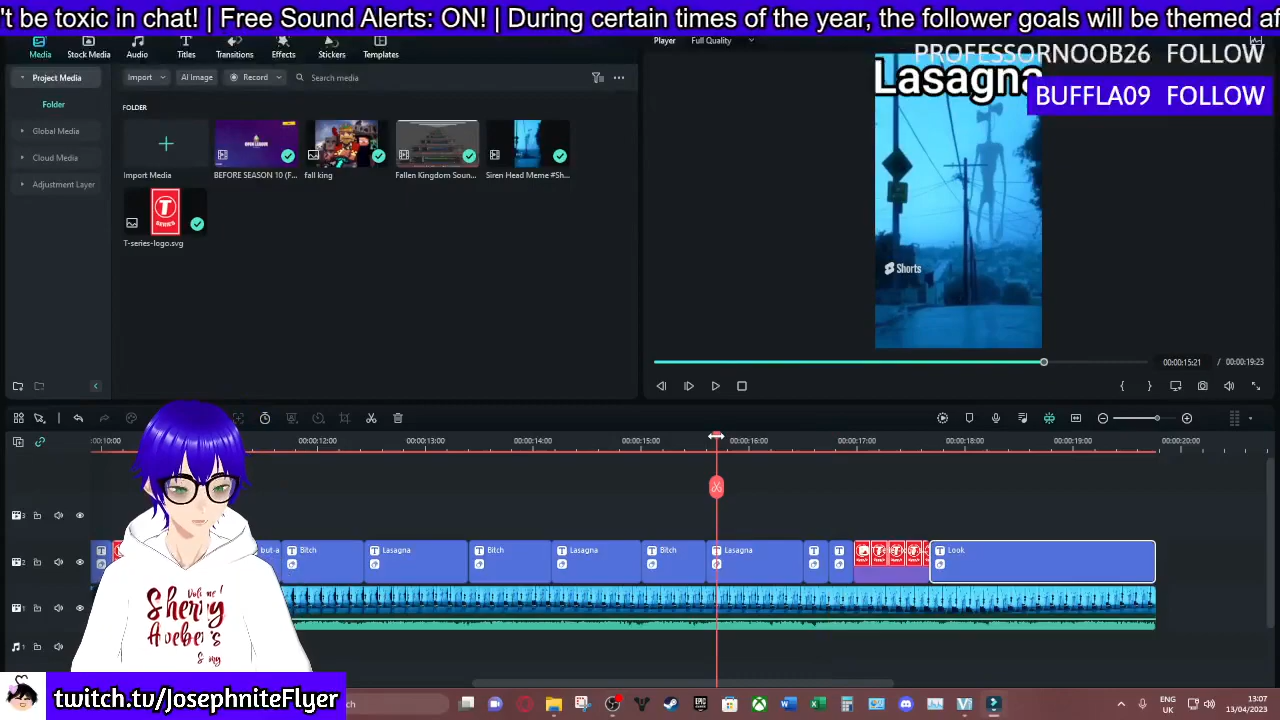 't be toxic in chat! | Free Sound Alerts: ON! | During certain times of the year, the follower goals will be themed af
Media
Stock Media
Audio
Titles
Transitions
Effects
Stickers
Templates
Player Full Quality
PROFESSORNOOB26 FOLLOW
BUFFLA09 FOLLOW
Project Media
Folder
Global Media
Cloud Media
Adjustment Layer
Import
AI Image
Record
Search media
FOLDER
Import Media
BEFORE SEASON 10 (F...
fall king
Fallen Kingdom Soun...
Siren Head Meme #Sh...
T-series-logo.svg
Lasagna
Shorts
00:00:15:21 / 00:00:19:23
:00:10:00
00:00:12:00
00:00:13:00
00:00:14:00
00:00:15:00
00:00:16:00
00:00:17:00
00:00:18:00
00:00:19:00
00:00:20:00
but-a
Bitch
Lasagna
Bitch
Lasagna
Bitch
Lasagna
Look
twitch.tv/JosephniteFlyer
ENG
UK
13:07
13/04/2023